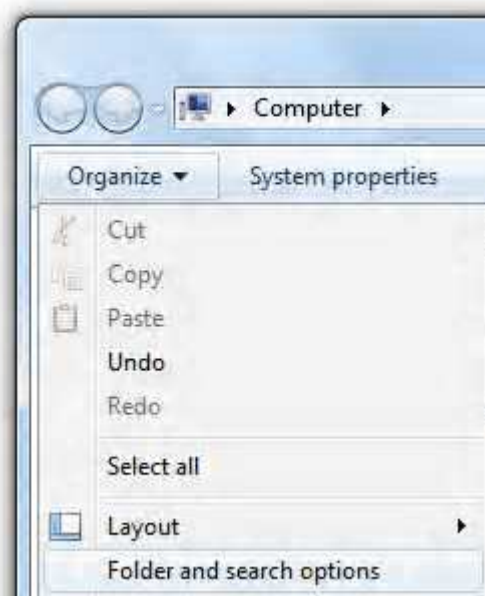 Computer
Organize System properties
Cut
Copy
Paste
Undo
Redo
Select all
Layout
Folder and search options